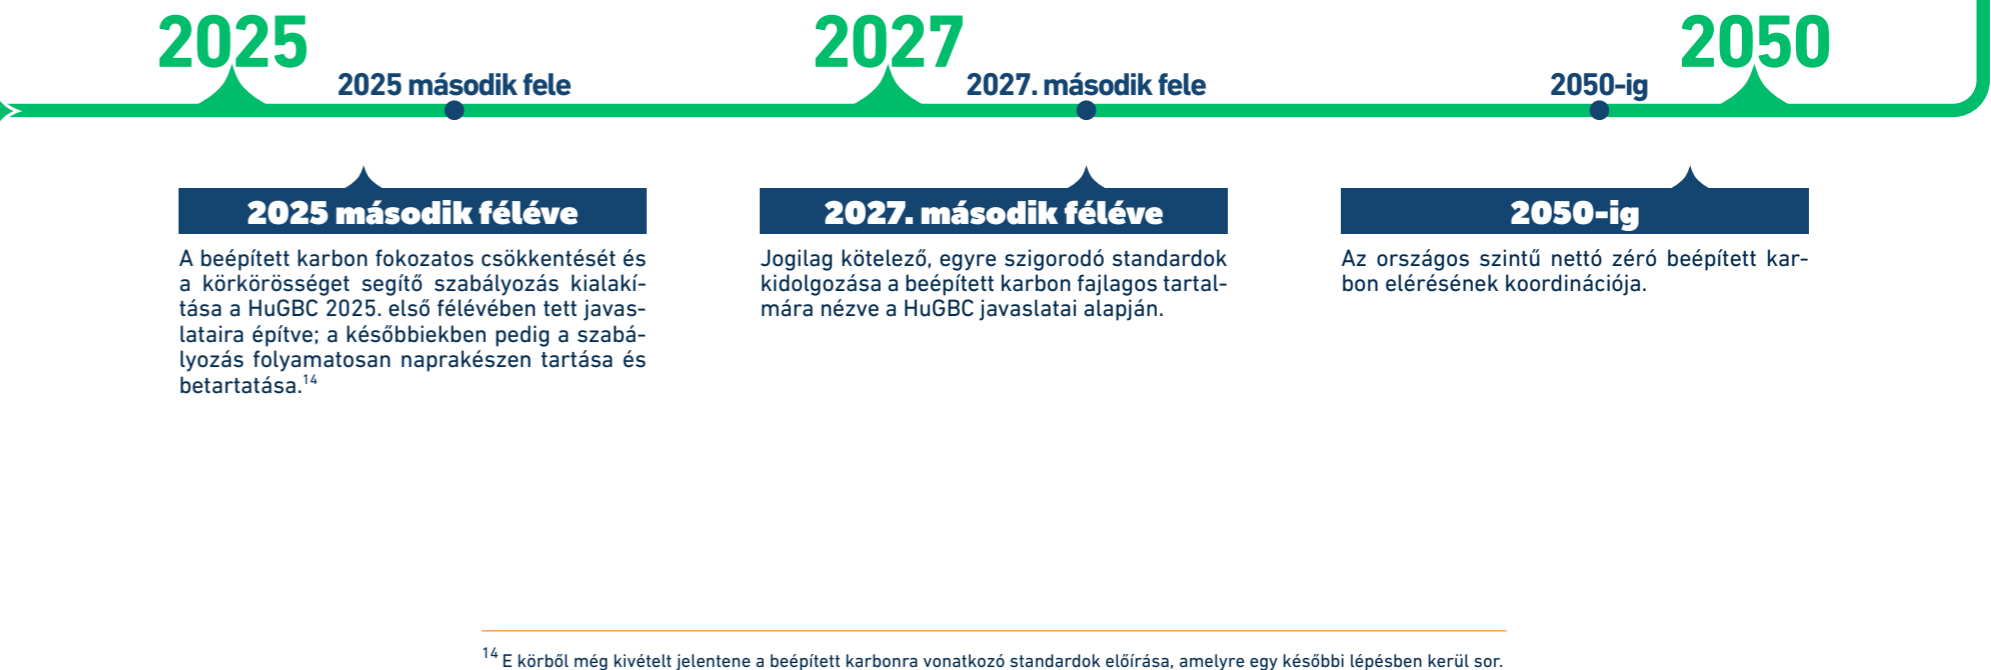 2025
2027
2050
2025 második fele
2027. második fele
2050-ig
2025 második féléve
A beépített karbon fokozatos csökkentését és
a körkörösséget segítő szabályozás kialakí-
tása a HuGBC 2025. első félévében tett javas-
lataira építve; a későbbiekben pedig a szabá-
lyozás folyamatosan naprakészen tartása és
betartatása.14
2027. második féléve
Jogilag kötelező, egyre szigorodó standardok
kidolgozása a beépített karbon fajlagos tartal-
mára nézve a HuGBC javaslatai alapján.
2050-ig
Az országos szintű nettó zéró beépített kar-
bon elérésének koordinációja.
14 E körből még kivételt jelentene a beépített karbonra vonatkozó standardok előírása, amelyre egy későbbi lépésben kerül sor.